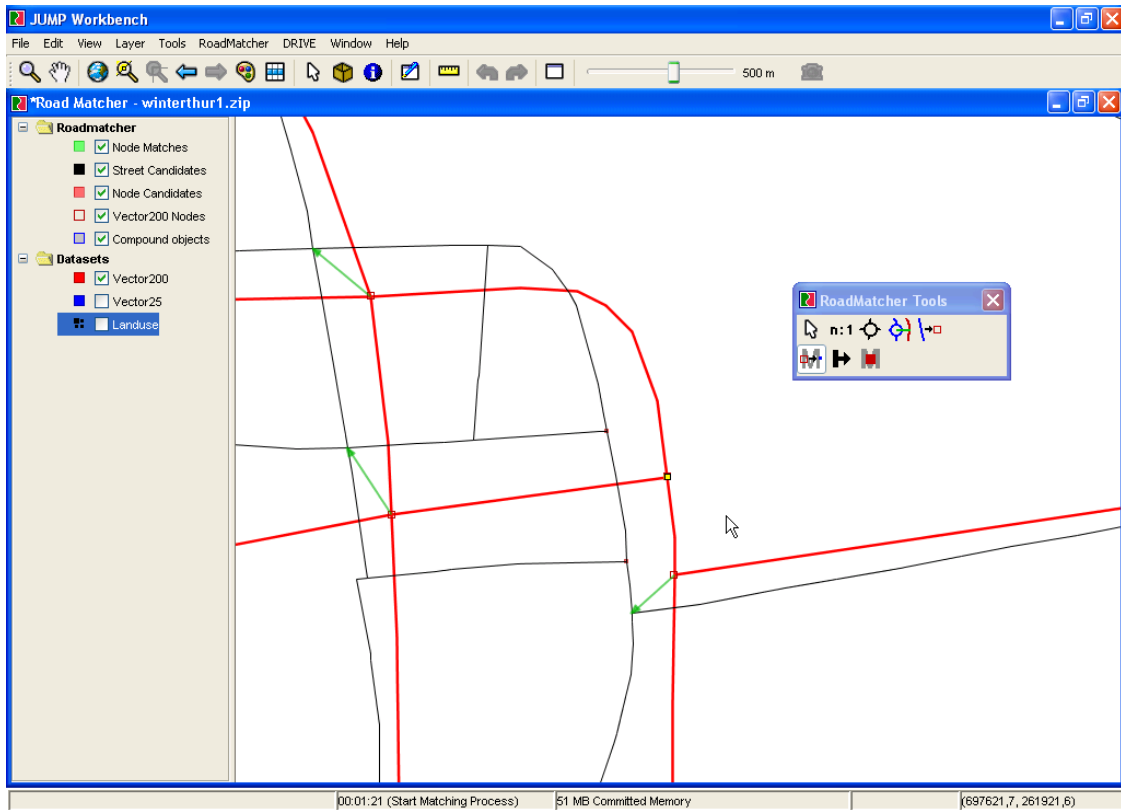 JUMP Workbench
File Edit View Layer Tools RoadMatcher DRIVE Window Help
500 m
*Road Matcher - winterthur1.zip
Roadmatcher
Node Matches
Street Candidates
Node Candidates
Vector200 Nodes
Compound objects
Datasets
Vector200
Vector25
Landuse
RoadMatcher Tools
n:1
00:01:21 (Start Matching Process) 51 MB Committed Memory (697621,7, 261921,6)